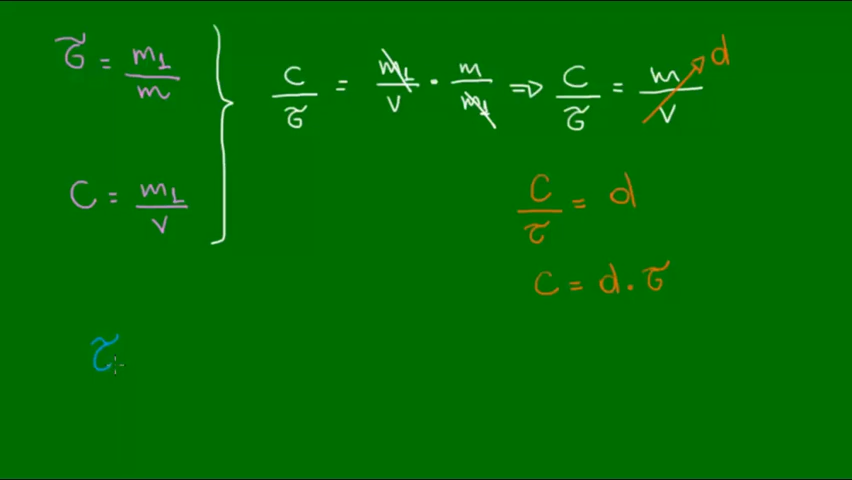 τ = m₁/m
C/τ = m₁/v · m/m₁ ⇒ C/τ = m/v d
C = m₁/v
C/τ = d
C = d · τ
τ